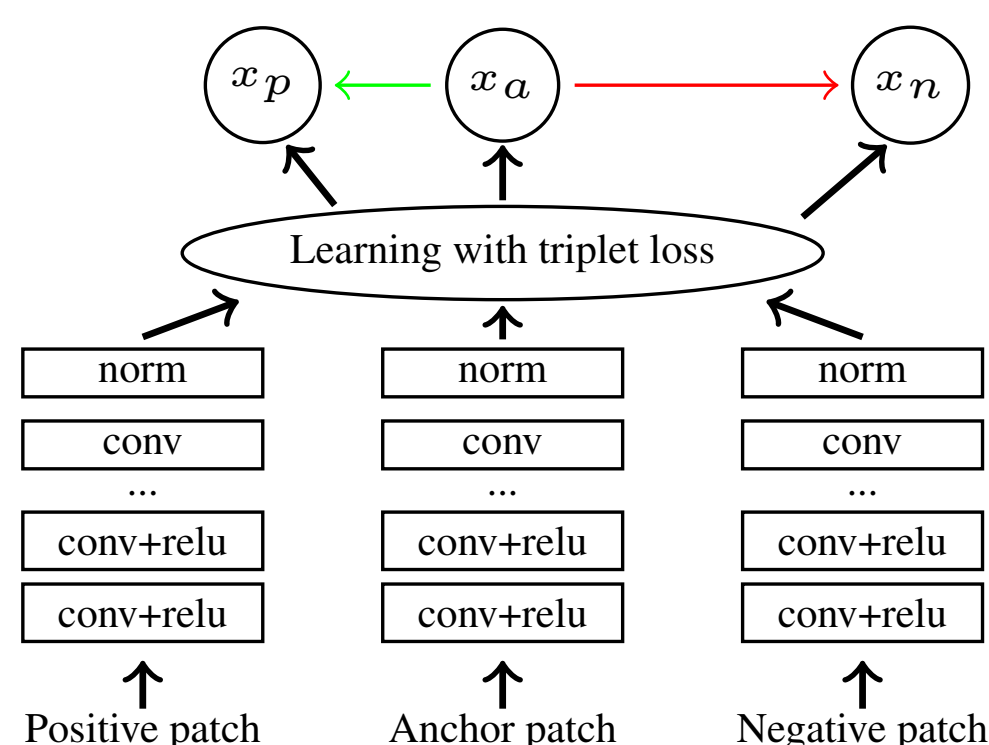 x_p x_a x_n
Learning with triplet loss
norm norm norm
conv conv conv
... ... ...
conv+relu conv+relu conv+relu
conv+relu conv+relu conv+relu
Positive patch Anchor patch Negative patch